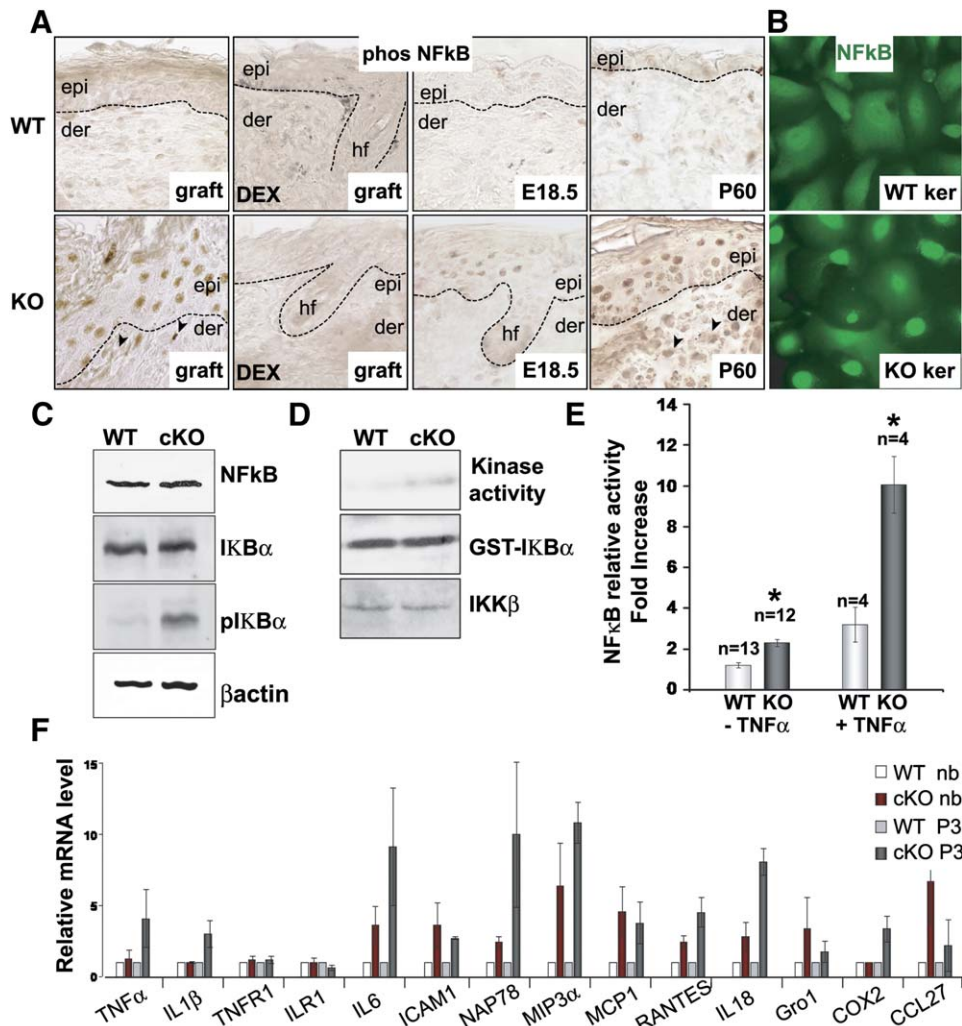 A
B
phos NFkB
NFkB
WT
epi
der
graft
epi
der
hf
DEX
graft
epi
der
E18.5
epi
der
P60
WT ker
KO
epi
der
graft
hf
epi
der
DEX
graft
epi
hf
der
E18.5
epi
der
P60
KO ker
C
WT cKO
NFkB
IKBα
pIKBα
βactin
D
WT cKO
Kinase
activity
GST-IKBα
IKKβ
E
NFκB relative activity
Fold Increase
14
12
10
8
6
4
2
0
n=13
*
n=12
n=4
*
n=4
WT KO
- TNFα
WT KO
+ TNFα
F
Relative mRNA level
15
10
5
0
WT nb
cKO nb
WT P3
cKO P3
TNFα
IL1β
TNFR1
ILR1
IL6
ICAM1
NAP78
MIP3α
MCP1
RANTES
IL18
Gro1
COX2
CCL27